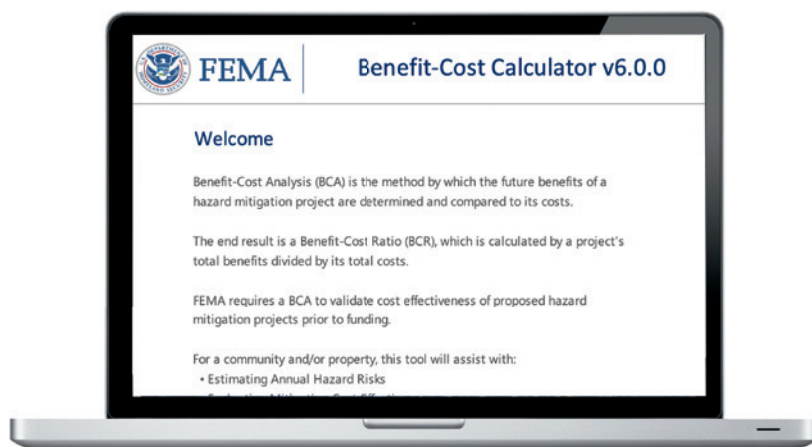 FEMA
Benefit-Cost Calculator v6.0.0
Welcome
Benefit-Cost Analysis (BCA) is the method by which the future benefits of a
hazard mitigation project are determined and compared to its costs.
The end result is a Benefit-Cost Ratio (BCR), which is calculated by a project's
total benefits divided by its total costs.
FEMA requires a BCA to validate cost effectiveness of proposed hazard
mitigation projects prior to funding.
For a community and/or property, this tool will assist with:
• Estimating Annual Hazard Risks